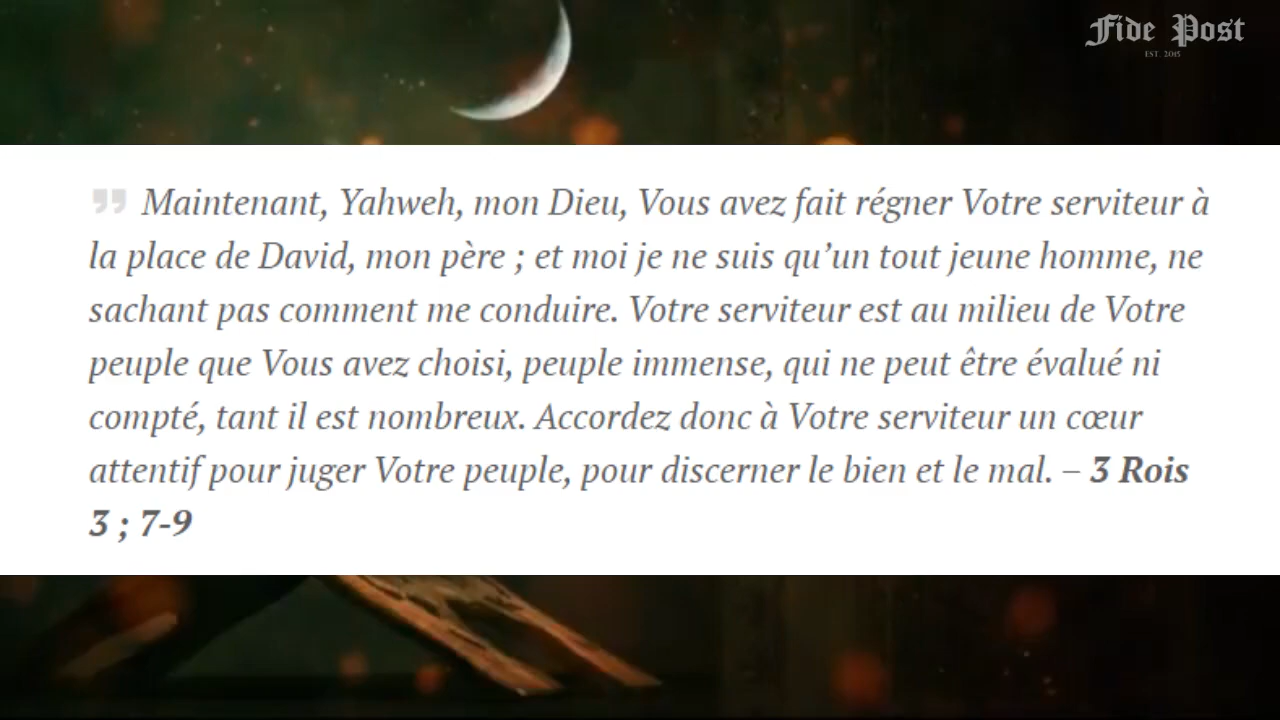 Fide Post
EST. 2015
Maintenant, Yahweh, mon Dieu, Vous avez fait régner Votre serviteur à
la place de David, mon père ; et moi je ne suis qu’un tout jeune homme, ne
sachant pas comment me conduire. Votre serviteur est au milieu de Votre
peuple que Vous avez choisi, peuple immense, qui ne peut être évalué ni
compté, tant il est nombreux. Accordez donc à Votre serviteur un cœur
attentif pour juger Votre peuple, pour discerner le bien et le mal. – 3 Rois
3 ; 7-9